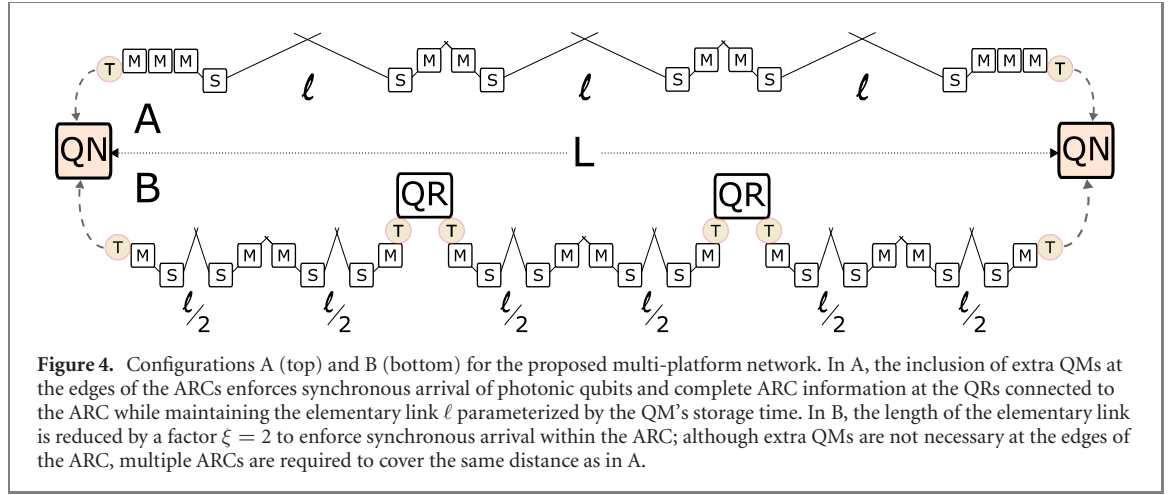 T M M M S S M M S S M M S S M M M T
ℓ ℓ ℓ
A
QN L QN
B
QR QR
T T T T T T
M S S M M S S M M S S M M S S M M S S M M S S M
ℓ/2 ℓ/2 ℓ/2 ℓ/2 ℓ/2 ℓ/2
Figure 4. Configurations A (top) and B (bottom) for the proposed multi-platform network. In A, the inclusion of extra QMs at
the edges of the ARCs enforces synchronous arrival of photonic qubits and complete ARC information at the QRs connected to
the ARC while maintaining the elementary link ℓ parameterized by the QM's storage time. In B, the length of the elementary link
is reduced by a factor ξ = 2 to enforce synchronous arrival within the ARC; although extra QMs are not necessary at the edges of
the ARC, multiple ARCs are required to cover the same distance as in A.